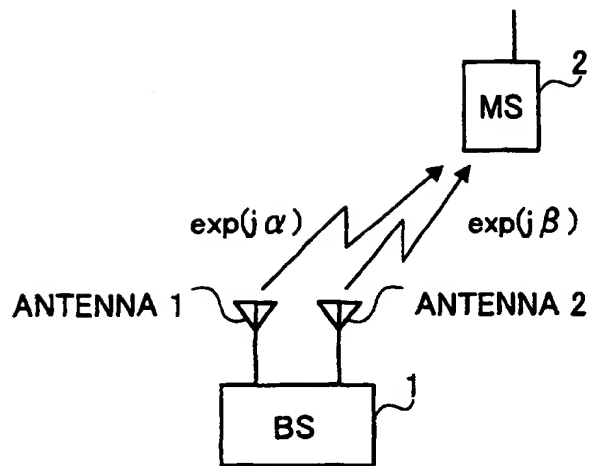 2
MS
exp(jα)
exp(jβ)
ANTENNA 1
ANTENNA 2
1
BS